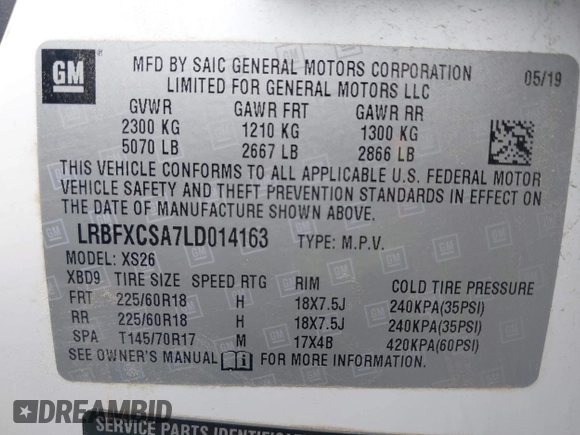 GM
MFD BY SAIC GENERAL MOTORS CORPORATION
LIMITED FOR GENERAL MOTORS LLC
05/19
GVWR GAWR FRT GAWR RR
2300 KG 1210 KG 1300 KG
5070 LB 2667 LB 2866 LB
THIS VEHICLE CONFORMS TO ALL APPLICABLE U.S. FEDERAL MOTOR
VEHICLE SAFETY AND THEFT PREVENTION STANDARDS IN EFFECT ON
THE DATE OF MANUFACTURE SHOWN ABOVE.
LRBFXCSA7LD014163 TYPE: M.P.V.
MODEL: XS26
XBD9 TIRE SIZE SPEED RTG RIM COLD TIRE PRESSURE
FRT 225/60R18 H 18X7.5J 240KPA(35PSI)
RR 225/60R18 H 18X7.5J 240KPA(35PSI)
SPA T145/70R17 M 17X4B 420KPA(60PSI)
SEE OWNER'S MANUAL FOR MORE INFORMATION.
DREAMBID
SERVICE PARTS IDENTIFICA